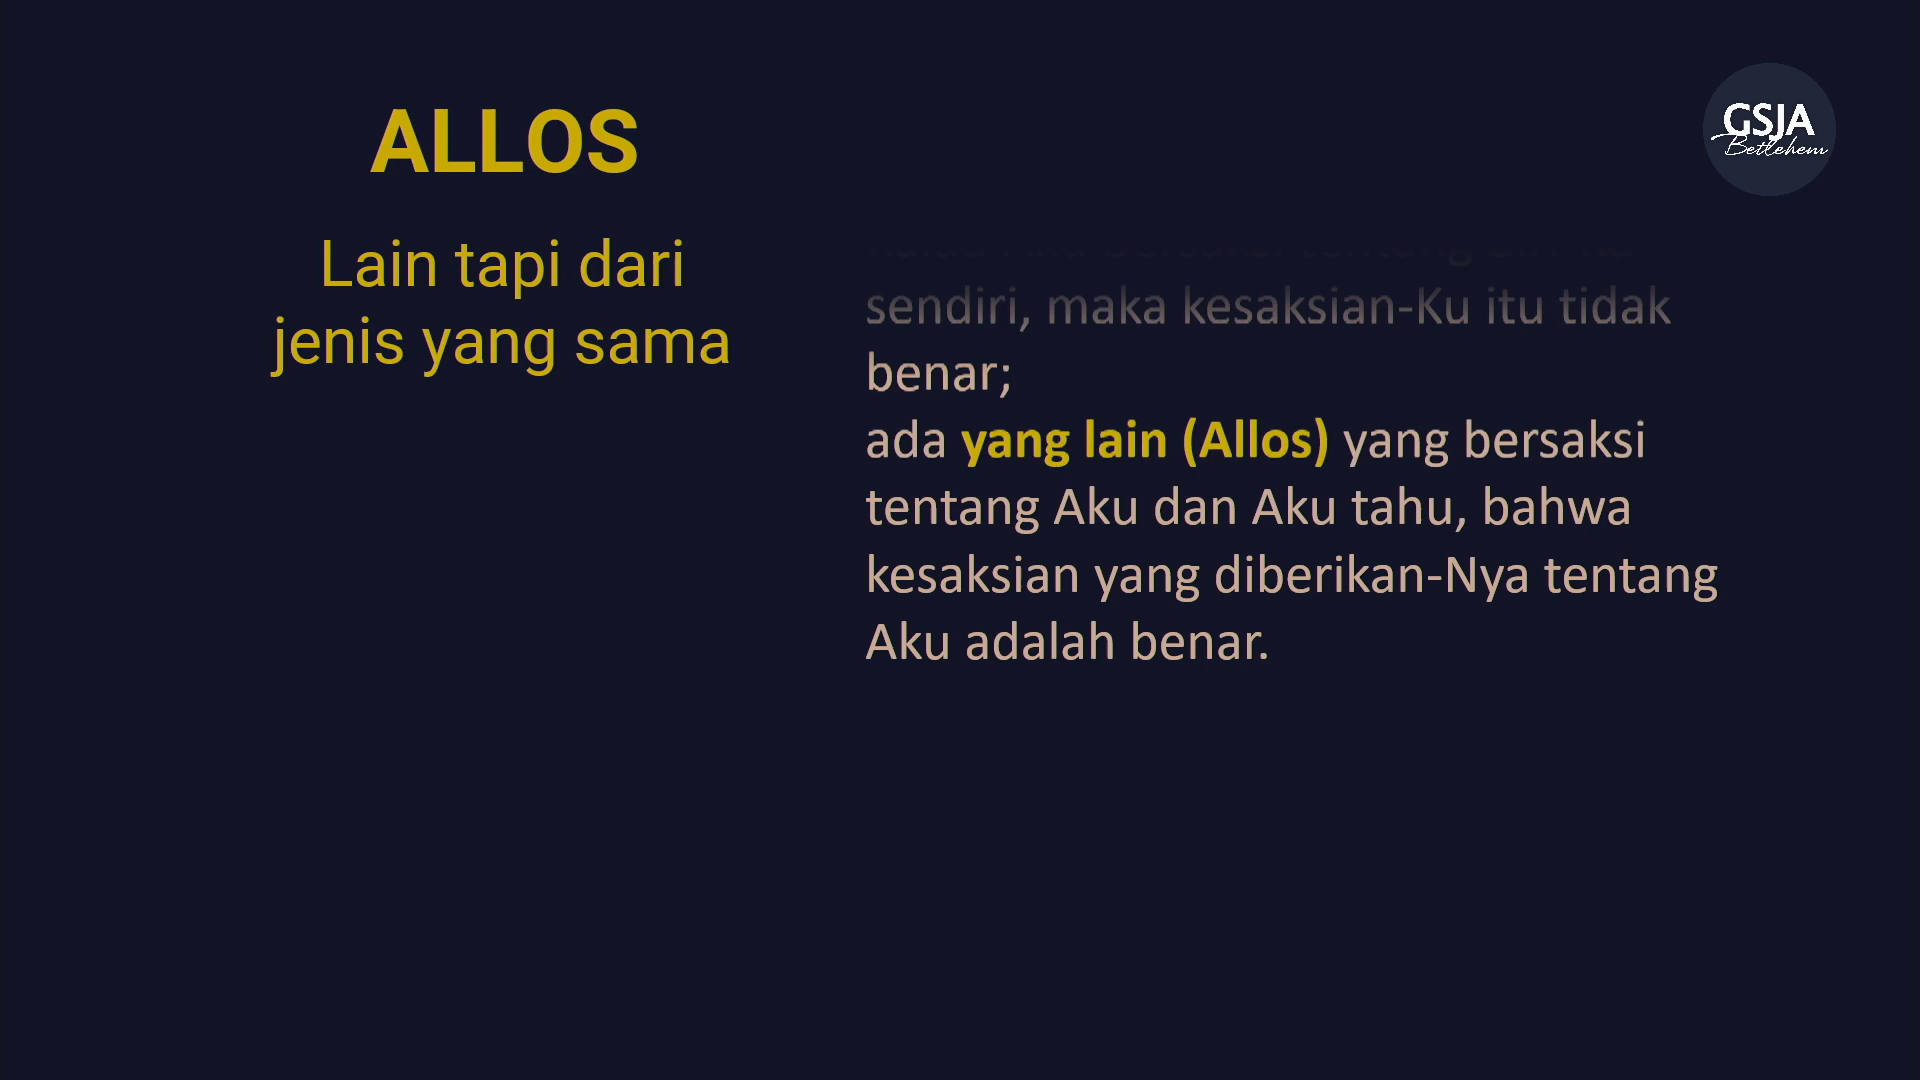 ALLOS
Lain tapi dari
jenis yang sama
GSJA
Betlehem
sendiri, maka kesaksian-Ku itu tidak
benar;
ada yang lain (Allos) yang bersaksi
tentang Aku dan Aku tahu, bahwa
kesaksian yang diberikan-Nya tentang
Aku adalah benar.